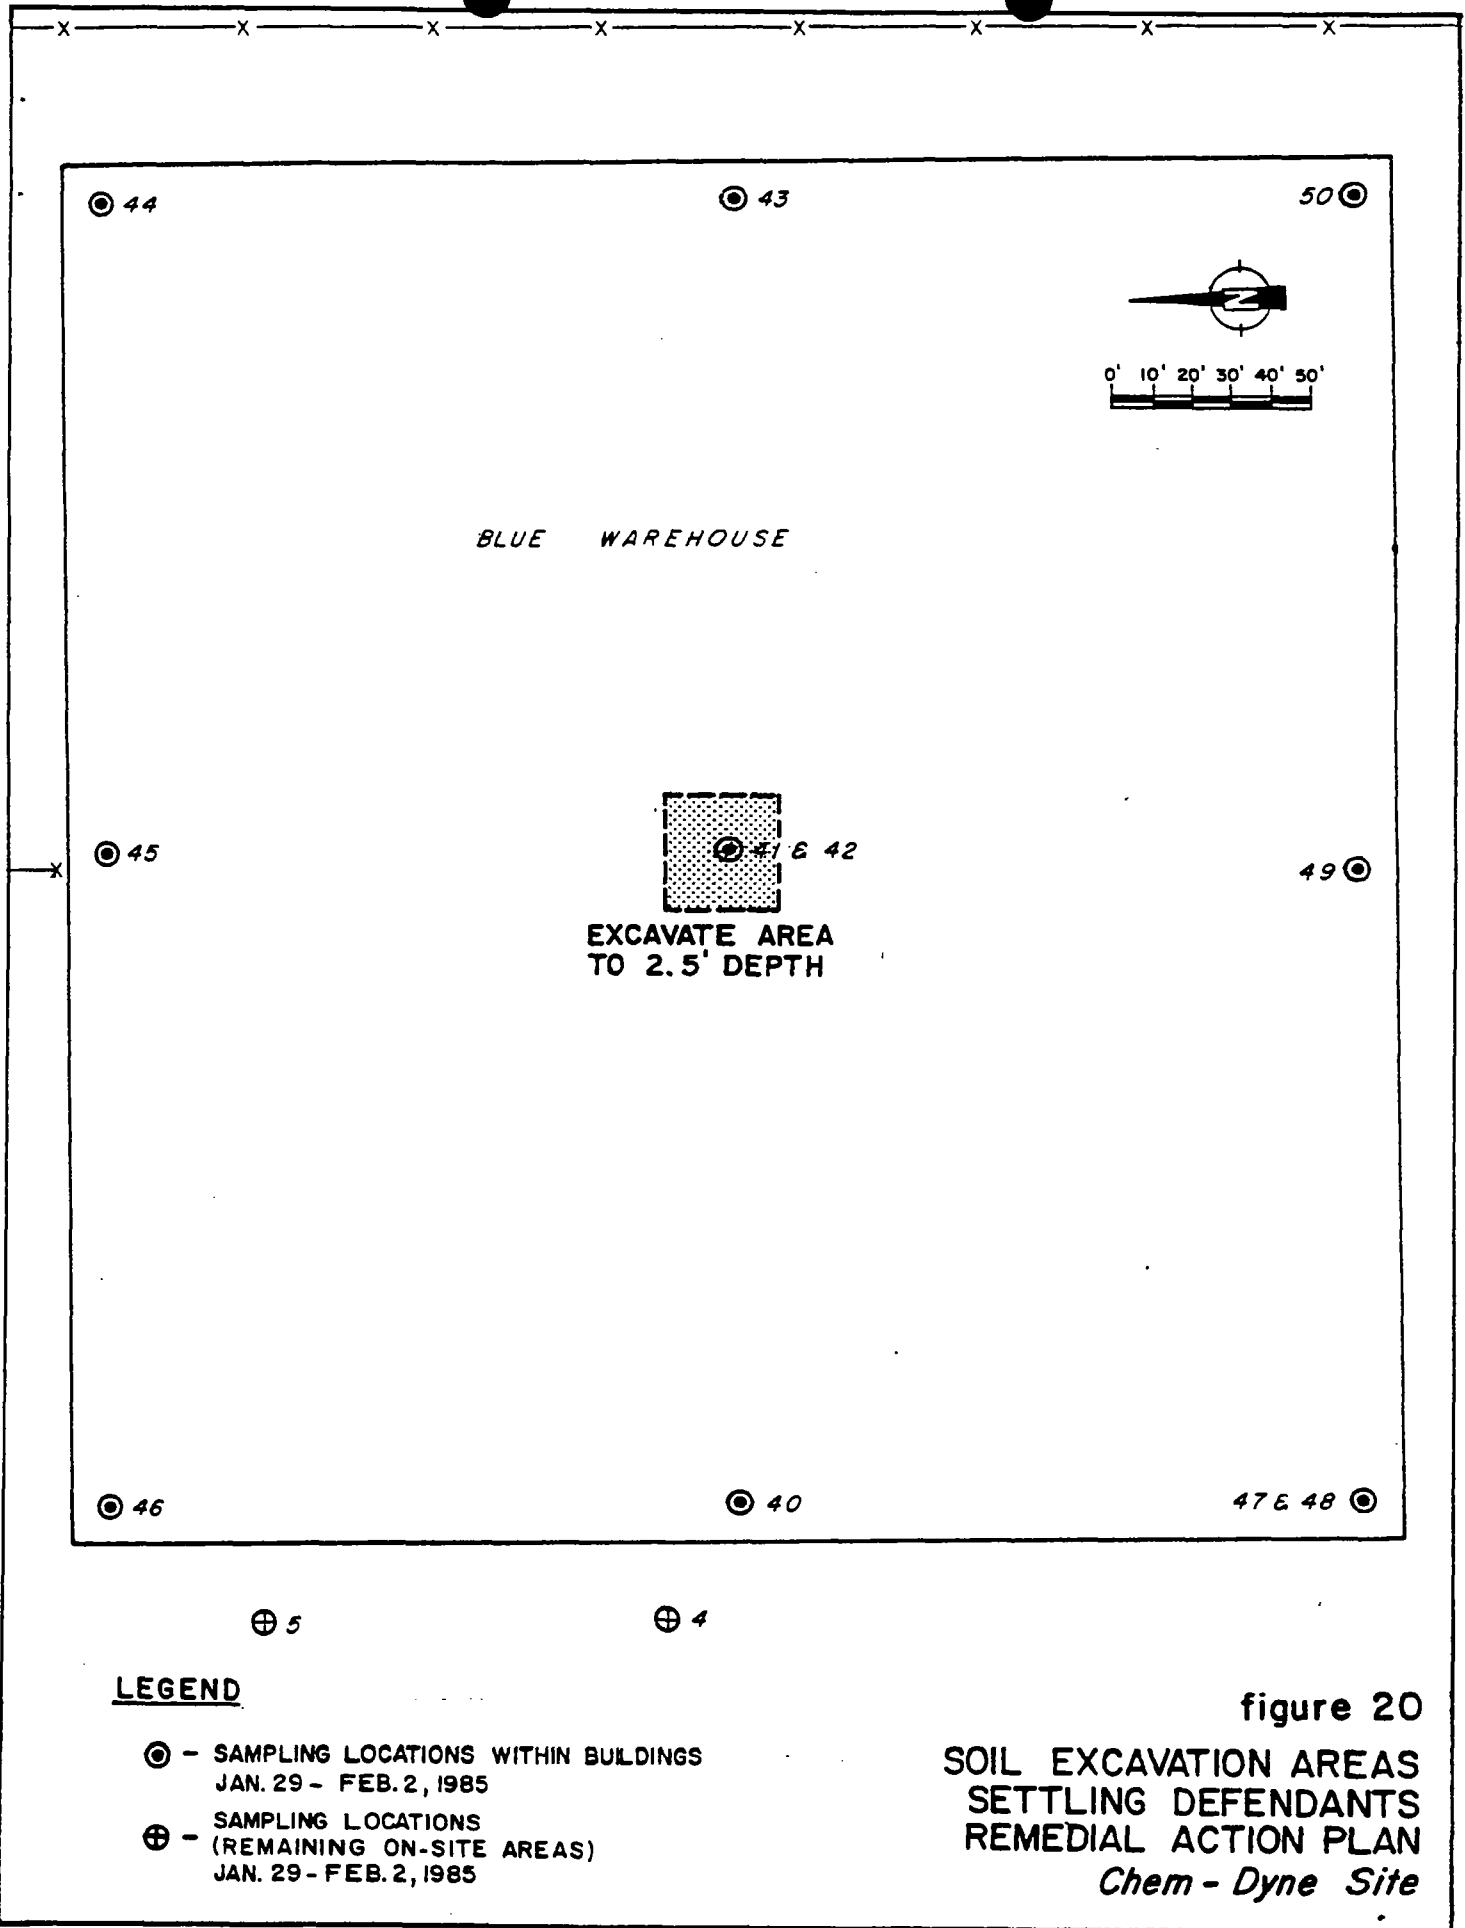 x x x x x x x x
44
43
50
N
0' 10' 20' 30' 40' 50'
BLUE WAREHOUSE
45
41 & 42
49
x
EXCAVATE AREA
TO 2.5' DEPTH
46
40
47 & 48
5
4
LEGEND
- SAMPLING LOCATIONS WITHIN BUILDINGS
JAN. 29 - FEB. 2, 1985
- SAMPLING LOCATIONS
(REMAINING ON-SITE AREAS)
JAN. 29 - FEB. 2, 1985
figure 20
SOIL EXCAVATION AREAS
SETTLING DEFENDANTS
REMEDIAL ACTION PLAN
Chem - Dyne Site